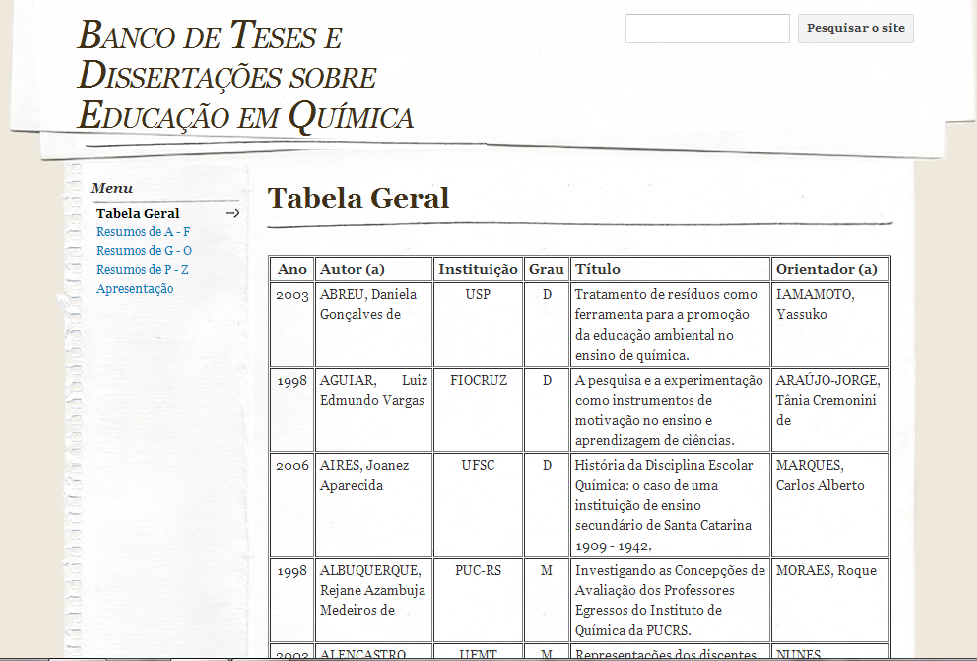 BANCO DE TESES E
DISSERTAÇÕES SOBRE
EDUCAÇÃO EM QUÍMICA
Pesquisar o site
Menu
Tabela Geral
Resumos de A - F
Resumos de G - O
Resumos de P - Z
Apresentação
Tabela Geral
Ano Autor (a) Instituição Grau Título Orientador (a)
2003 ABREU, Daniela USP D Tratamento de resíduos como IAMAMOTO,
Gonçalves de ferramenta para a promoção Yassuko
da educação ambiental no
ensino de química.
1998 AGUIAR, Luiz FIOCRUZ D A pesquisa e a experimentação ARAÚJO-JORGE,
Edmundo Vargas como instrumentos de Tânia Cremonini
motivação no ensino e de
aprendizagem de ciências.
2006 AIRES, Joanez UFSC D História da Disciplina Escolar MARQUES,
Aparecida Química: o caso de uma Carlos Alberto
instituição de ensino
secundário de Santa Catarina
1909 - 1942.
1998 ALBUQUERQUE, PUC-RS M Investigando as Concepções de MORAES, Roque
Rejane Azambuja Avaliação dos Professores
Medeiros de Egressos do Instituto de
Química da PUCRS.
ALENCASTRO UFMT M Representações dos discentes NUNES